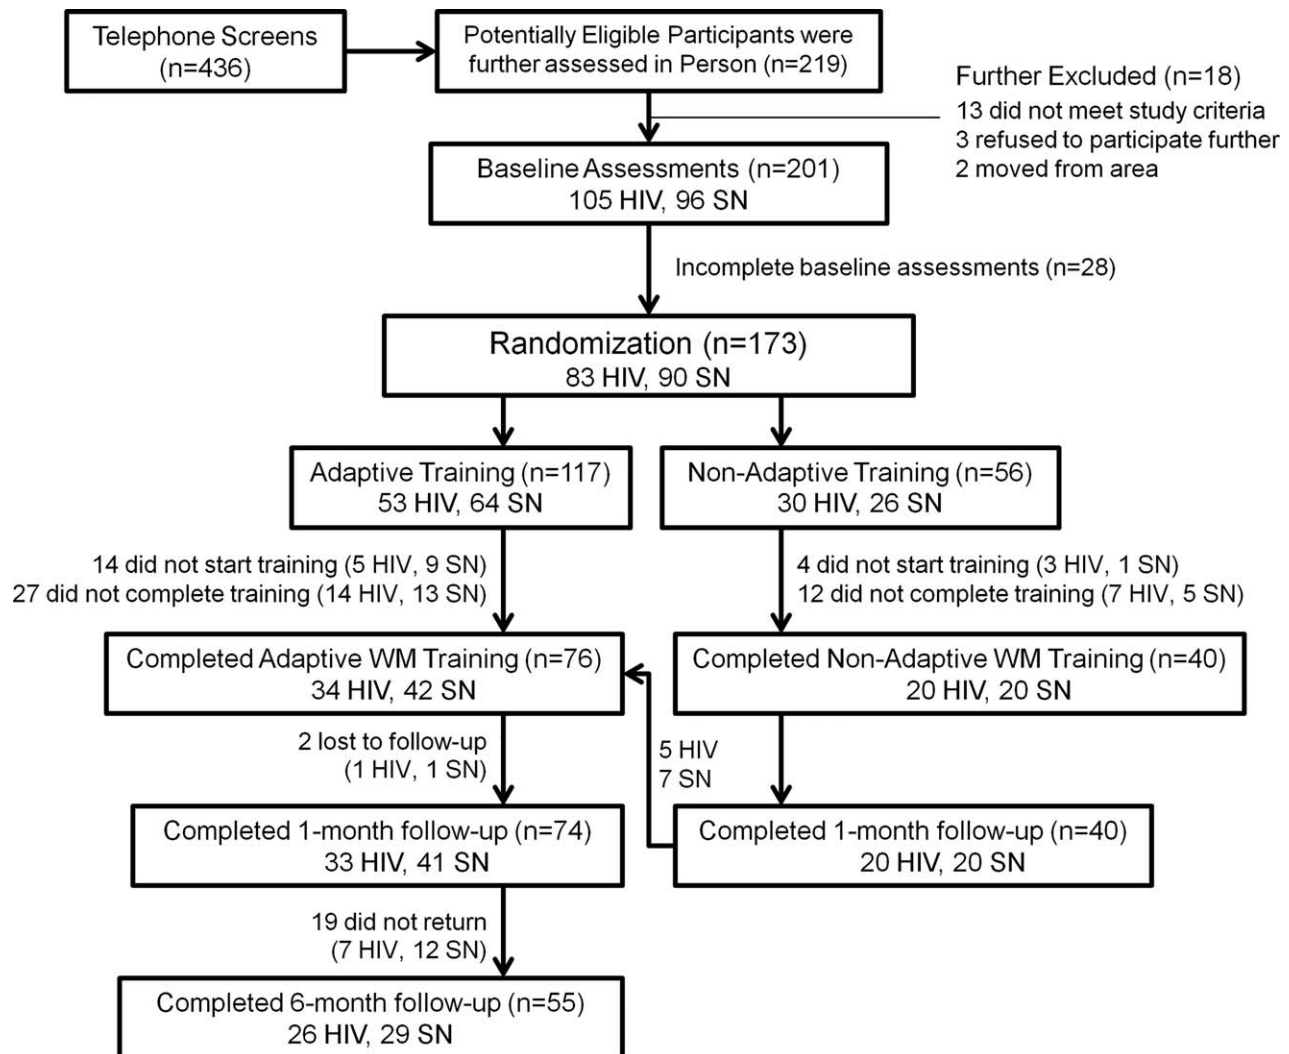 Telephone Screens
(n=436)
Potentially Eligible Participants were
further assessed in Person (n=219)
Further Excluded (n=18)
13 did not meet study criteria
3 refused to participate further
2 moved from area
Baseline Assessments (n=201)
105 HIV, 96 SN
Incomplete baseline assessments (n=28)
Randomization (n=173)
83 HIV, 90 SN
Adaptive Training (n=117)
53 HIV, 64 SN
Non-Adaptive Training (n=56)
30 HIV, 26 SN
14 did not start training (5 HIV, 9 SN)
27 did not complete training (14 HIV, 13 SN)
4 did not start training (3 HIV, 1 SN)
12 did not complete training (7 HIV, 5 SN)
Completed Adaptive WM Training (n=76)
34 HIV, 42 SN
Completed Non-Adaptive WM Training (n=40)
20 HIV, 20 SN
2 lost to follow-up
(1 HIV, 1 SN)
5 HIV
7 SN
Completed 1-month follow-up (n=74)
33 HIV, 41 SN
Completed 1-month follow-up (n=40)
20 HIV, 20 SN
19 did not return
(7 HIV, 12 SN)
Completed 6-month follow-up (n=55)
26 HIV, 29 SN